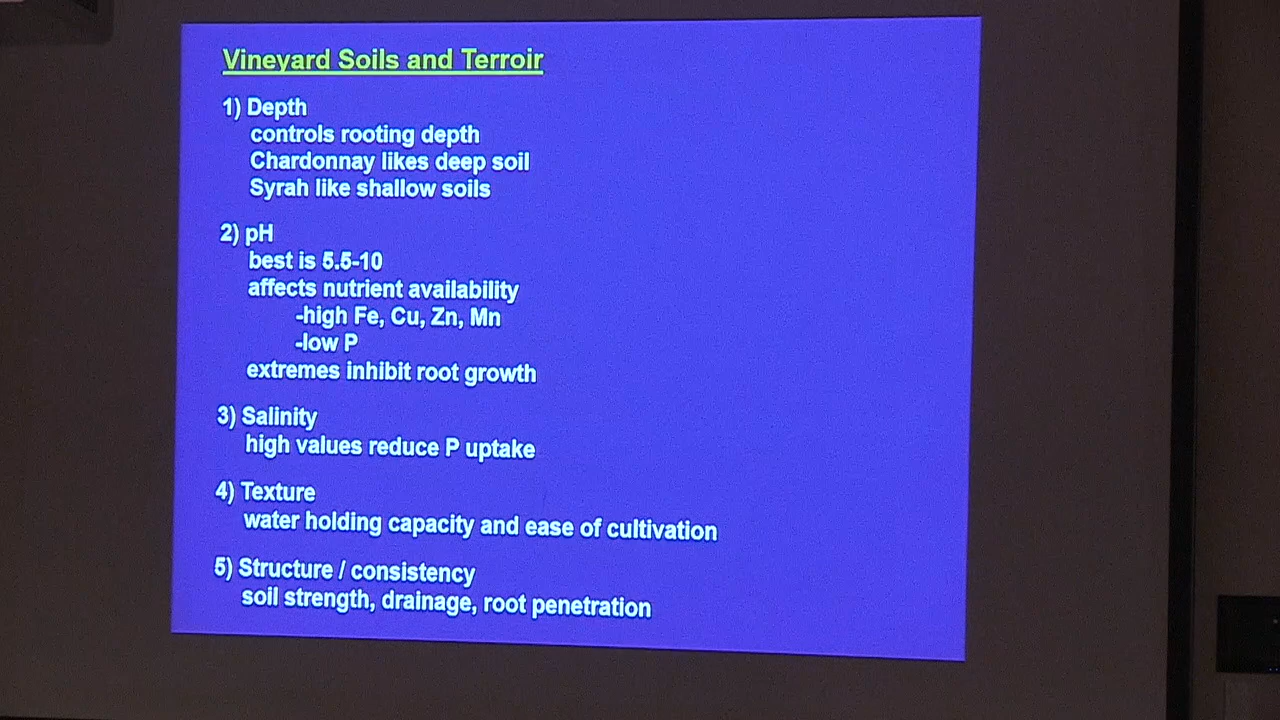 Vineyard Soils and Terroir
1) Depth
controls rooting depth
Chardonnay likes deep soil
Syrah like shallow soils
2) pH
best is 5.5-10
affects nutrient availability
-high Fe, Cu, Zn, Mn
-low P
extremes inhibit root growth
3) Salinity
high values reduce P uptake
4) Texture
water holding capacity and ease of cultivation
5) Structure / consistency
soil strength, drainage, root penetration